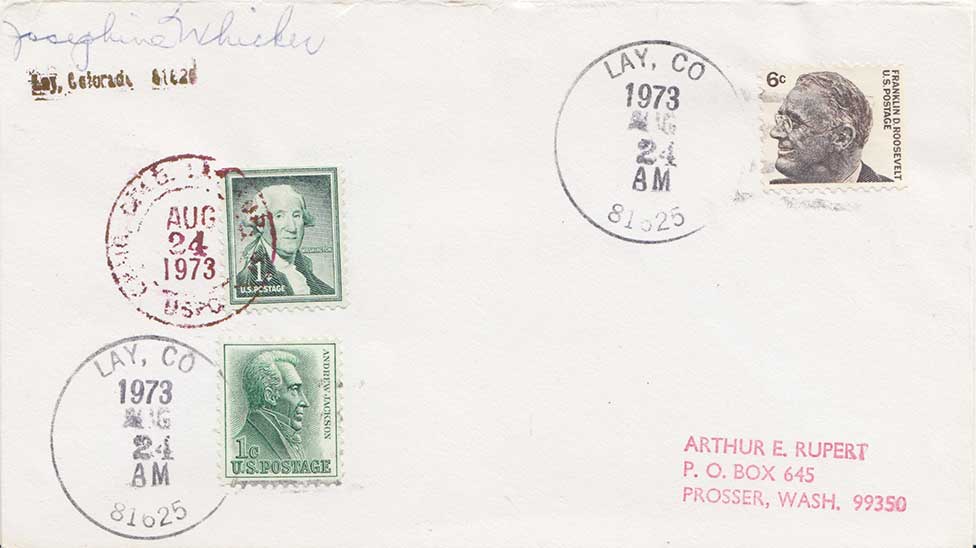 Josephine Whicker
Lay, Colorado
LAY, CO
1973
AUG
24
AM
81625
6c
FRANKLIN D. ROOSEVELT
U.S. POSTAGE
AUG
24
1973
USPO
WASHINGTON
1c
U.S. POSTAGE
LAY, CO
1973
AUG
24
AM
81625
ANDREW JACKSON
1c
U.S. POSTAGE
ARTHUR E. RUPERT
P. O. BOX 645
PROSSER, WASH. 99350